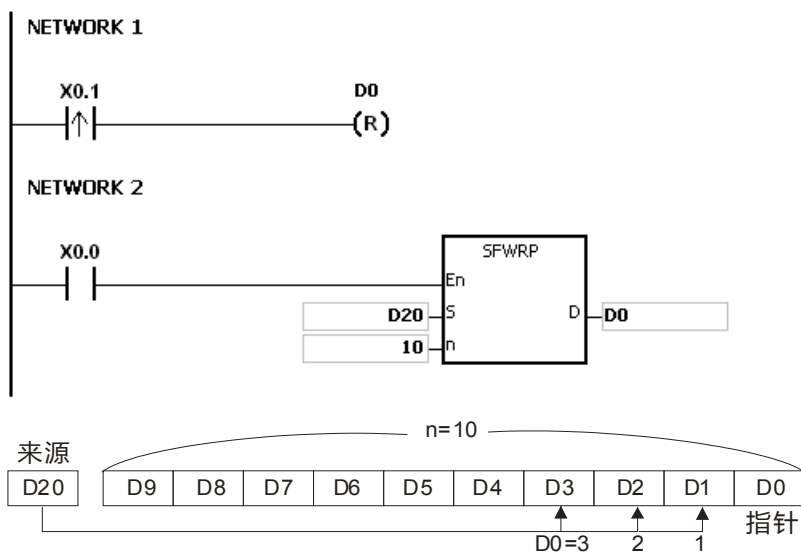 NETWORK 1
X0.1 D0
(R)
NETWORK 2
X0.0
SFWRP
En
D20 S D D0
10 n
n=10
来源
D20 D9 D8 D7 D6 D5 D4 D3 D2 D1 D0
指针
D0=3 2 1